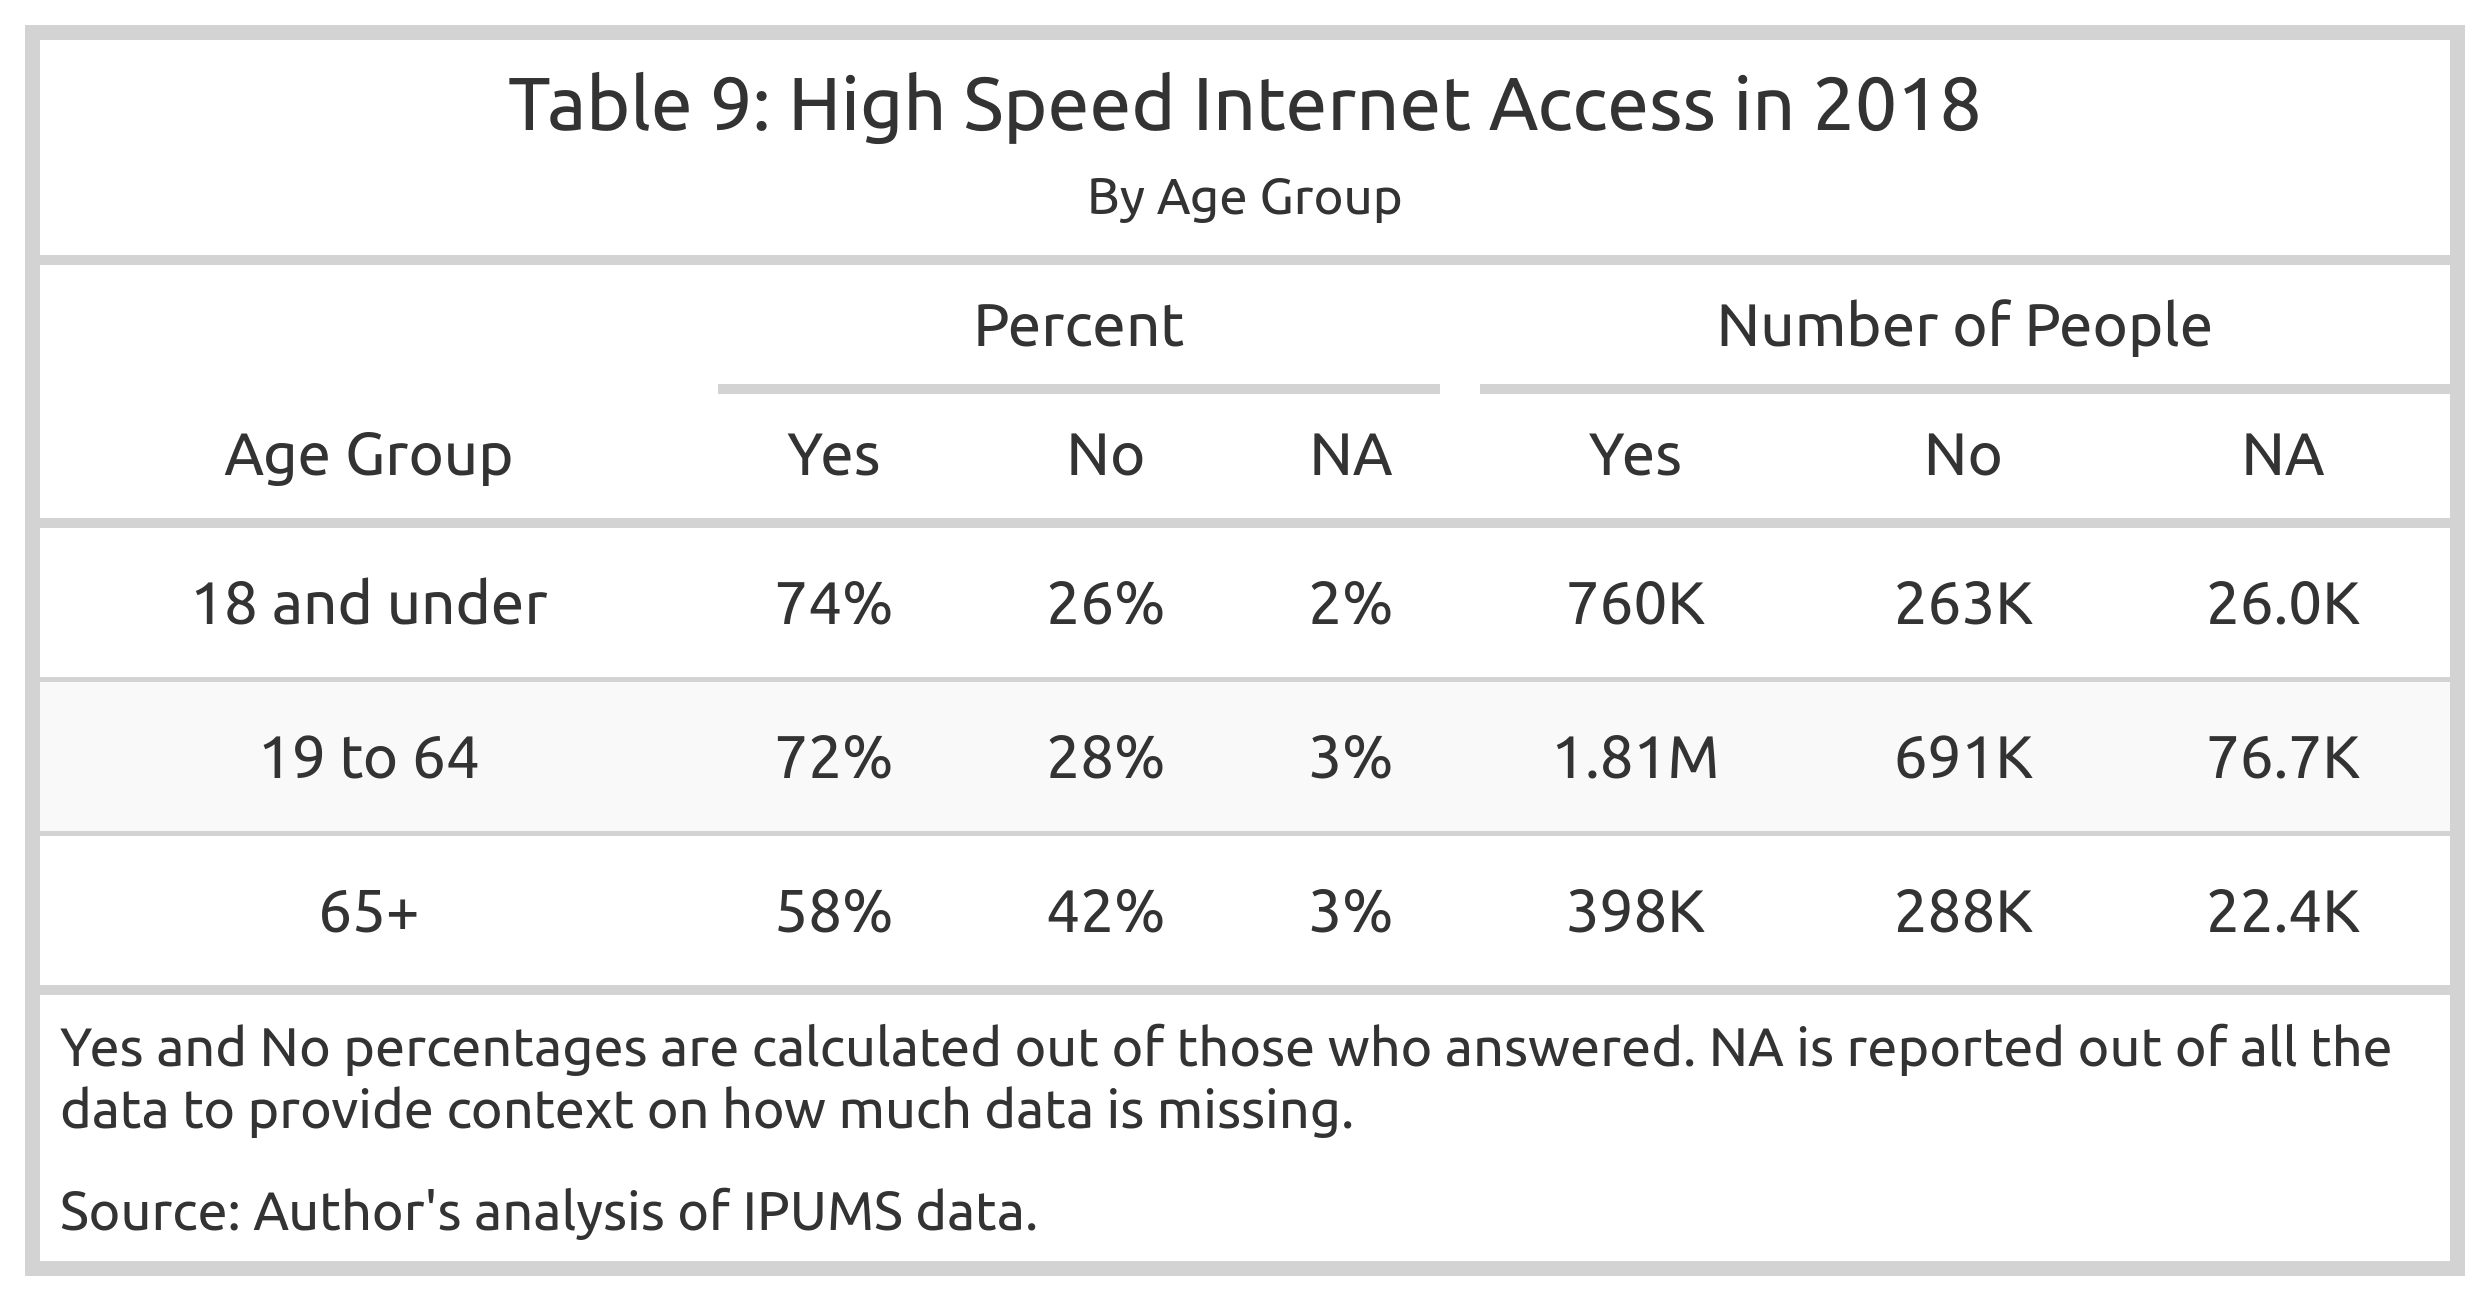 Table 9: High Speed Internet Access in 2018
By Age Group
Percent Number of People
Age Group Yes No NA Yes No NA
18 and under 74% 26% 2% 760K 263K 26.0K
19 to 64 72% 28% 3% 1.81M 691K 76.7K
65+ 58% 42% 3% 398K 288K 22.4K
Yes and No percentages are calculated out of those who answered. NA is reported out of all the
data to provide context on how much data is missing.
Source: Author's analysis of IPUMS data.